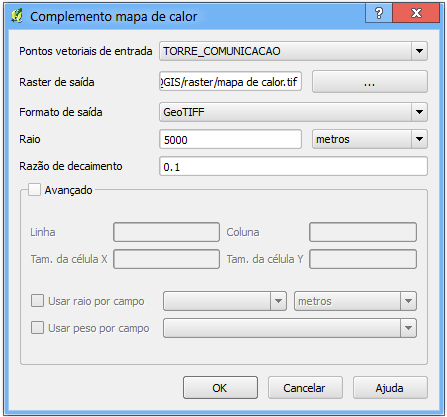 Complemento mapa de calor
? X
Pontos vetoriais de entrada TORRE_COMUNICACAO
Raster de saída QGIS/raster/mapa de calor.tif ...
Formato de saída GeoTIFF
Raio 5000 metros
Razão de decaimento 0.1
Avançado
Linha Coluna
Tam. da célula X Tam. da célula Y
Usar raio por campo metros
Usar peso por campo
OK Cancelar Ajuda